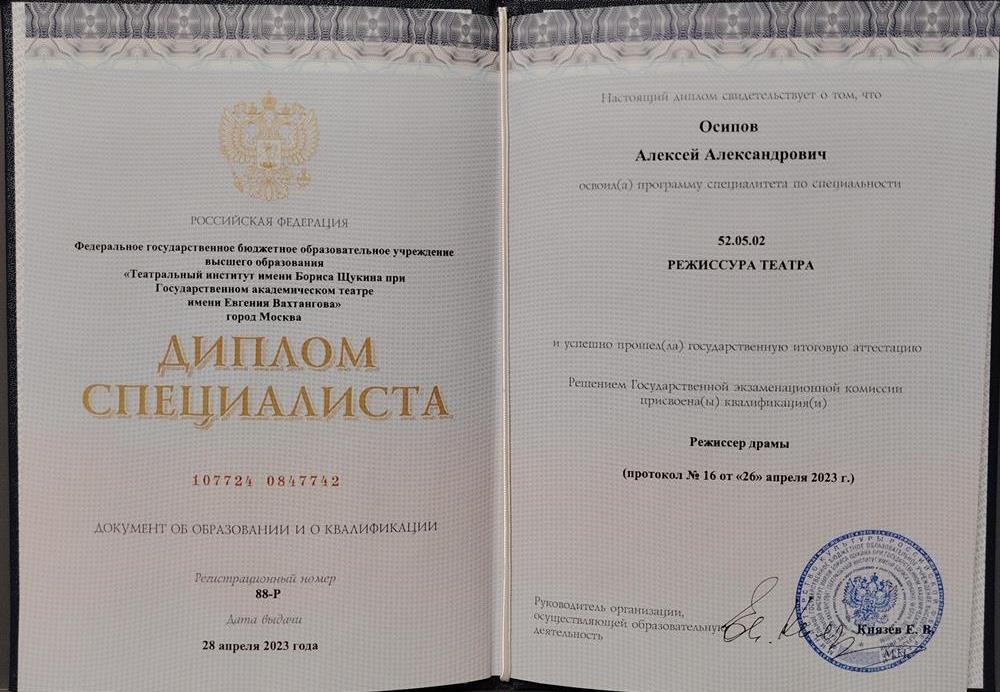 РОССИЙСКАЯ ФЕДЕРАЦИЯ
Федеральное государственное бюджетное образовательное учреждение
высшего образования
«Театральный институт имени Бориса Щукина при
Государственном академическом театре
имени Евгения Вахтангова»
город Москва
ДИПЛОМ
СПЕЦИАЛИСТА
107724 0847742
ДОКУМЕНТ ОБ ОБРАЗОВАНИИ И О КВАЛИФИКАЦИИ
Регистрационный номер
88-Р
Дата выдачи
28 апреля 2023 года
Настоящий диплом свидетельствует о том, что
Осипов
Алексей Александрович
освоил(а) программу специалитета по специальности
52.05.02
РЕЖИССУРА ТЕАТРА
и успешно прошел(ла) государственную итоговую аттестацию
Решением Государственной экзаменационной комиссии
присвоена(ы) квалификация(и)
Режиссер драмы
(протокол № 16 от «26» апреля 2023 г.)
Руководитель организации,
осуществляющей образовательную
деятельность
Князев Е. В.
М.П.